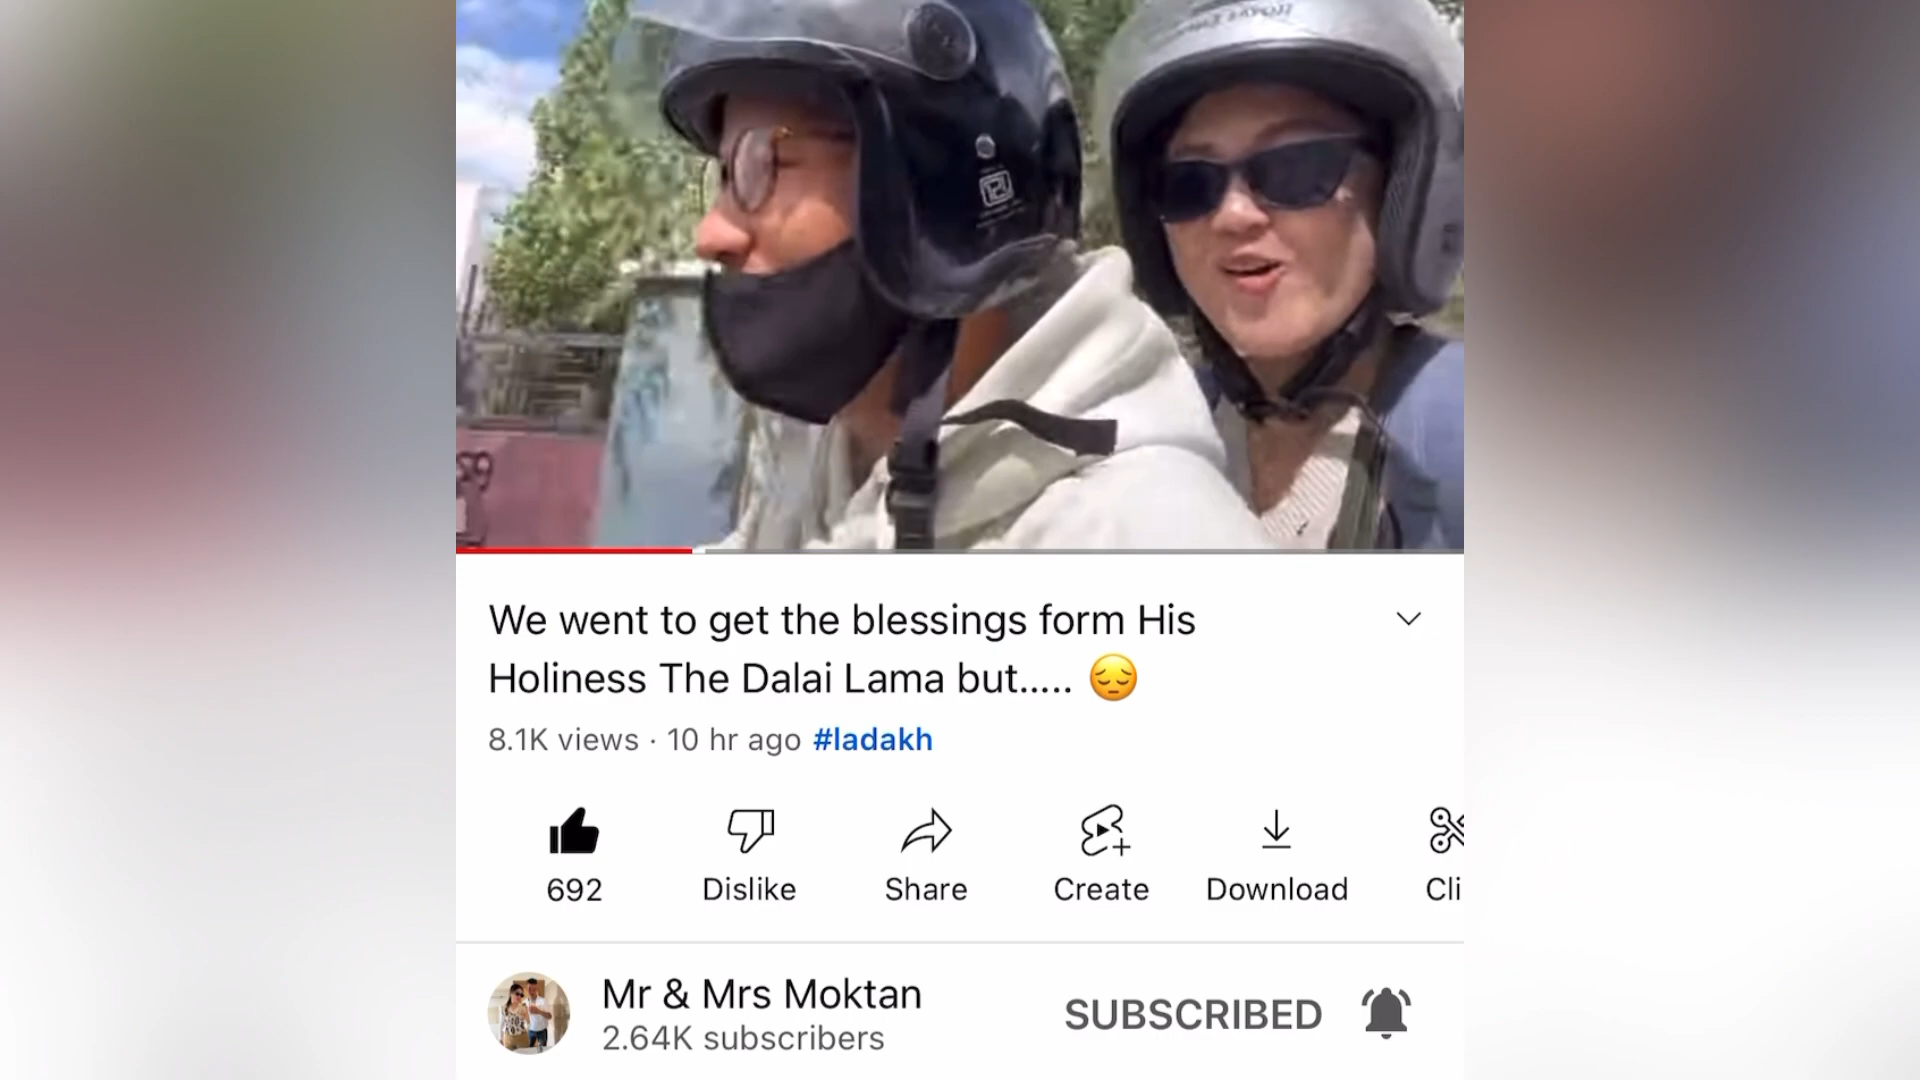 We went to get the blessings form His
Holiness The Dalai Lama but..... 😔
8.1K views · 10 hr ago #ladakh
692
Dislike
Share
Create
Download
Cli
Mr & Mrs Moktan
2.64K subscribers
SUBSCRIBED